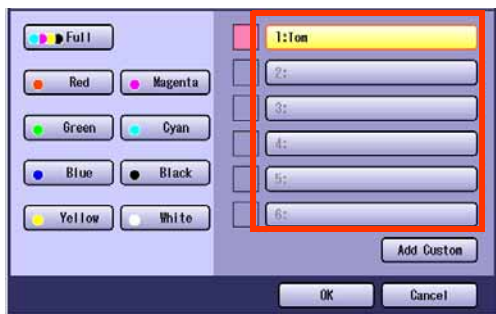 Full
Red
Magenta
Green
Cyan
Blue
Black
Yellow
White
1:Tom
2:
3:
4:
5:
6:
Add Custom
OK
Cancel